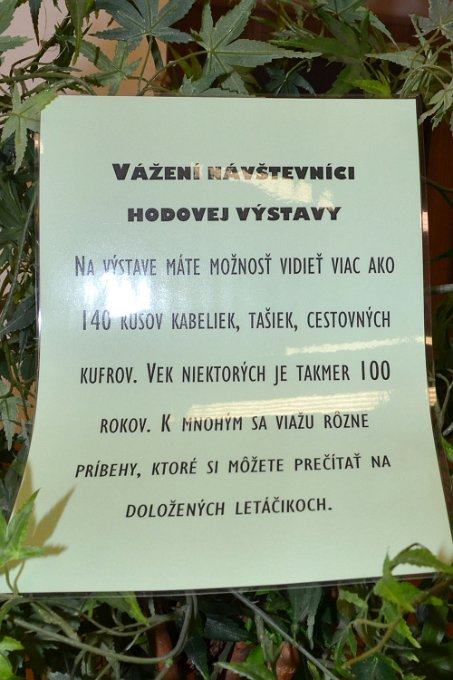 VÁŽENÍ NÁVŠTEVNÍCI
HODOVEJ VÝSTAVY
NA VÝSTAVE MÁTE MOŽNOSŤ VIDIEŤ VIAC AKO
140 KUSOV KABELIEK, TAŠIEK, CESTOVNÝCH
KUFROV. VEK NIEKTORÝCH JE TAKMER 100
ROKOV. K MNOHÝM SA VIAŽU RÔZNE
PRÍBEHY, KTORÉ SI MÔŽETE PREČÍTAŤ NA
DOLOŽENÝCH LETÁČIKOCH.